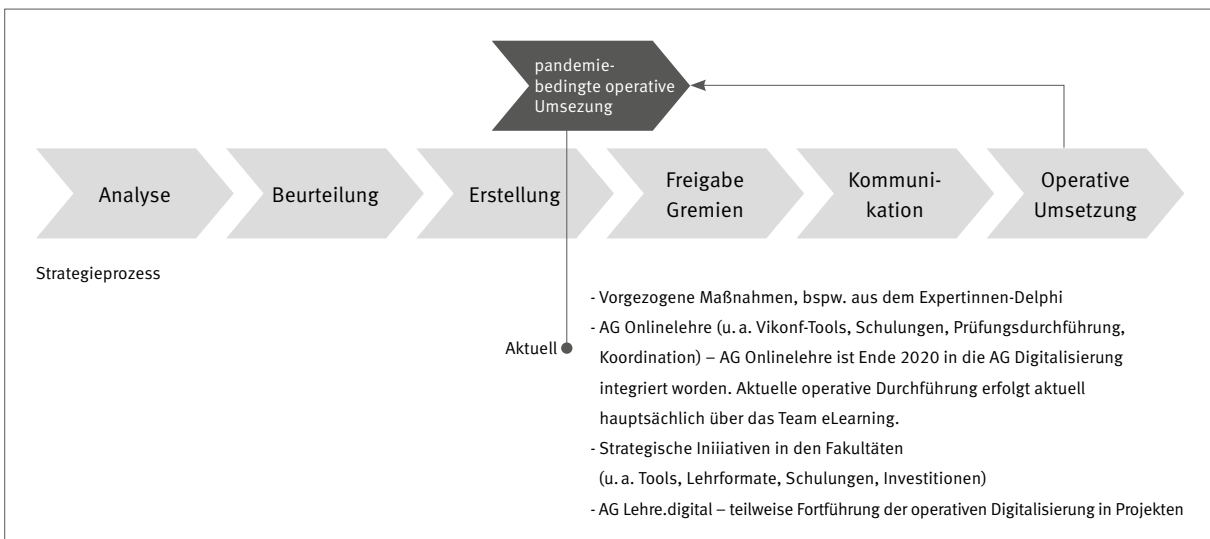 pandemie-
bedingte operative
Umsezung
Analyse
Beurteilung
Erstellung
Freigabe
Gremien
Kommuni-
kation
Operative
Umsetzung
Strategieprozess
Aktuell
- Vorgezogene Maßnahmen, bspw. aus dem Expertinnen-Delphi
- AG Onlinelehre (u. a. Vikonf-Tools, Schulungen, Prüfungsdurchführung,
Koordination) – AG Onlinelehre ist Ende 2020 in die AG Digitalisierung
integriert worden. Aktuelle operative Durchführung erfolgt aktuell
hauptsächlich über das Team eLearning.
- Strategische Iniiiativen in den Fakultäten
(u. a. Tools, Lehrformate, Schulungen, Investitionen)
- AG Lehre.digital – teilweise Fortführung der operativen Digitalisierung in Projekten